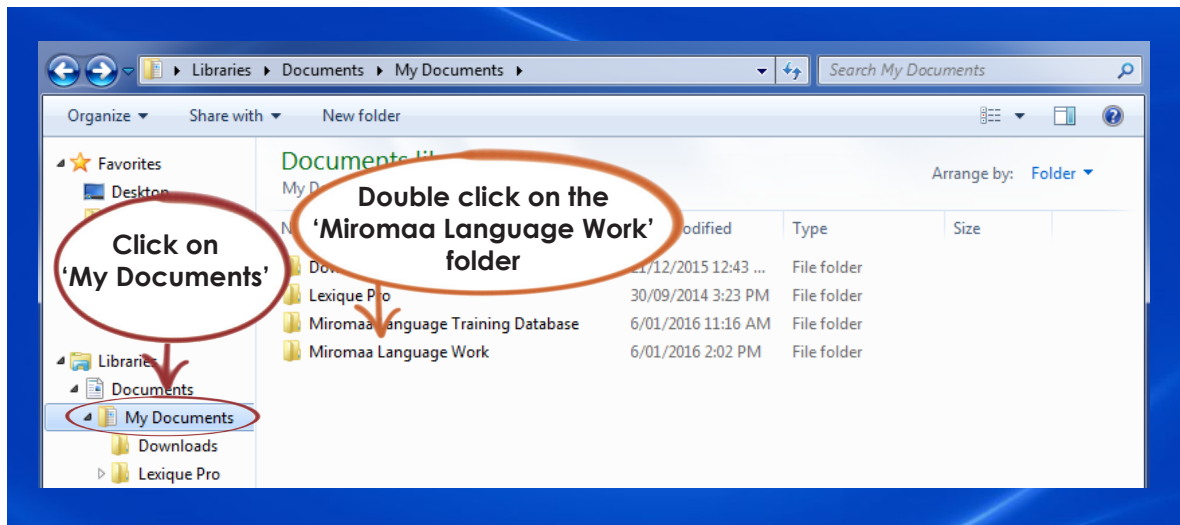 Libraries Documents My Documents
Search My Documents
Organize Share with New folder
Favorites
Desktop
Click on
'My Documents'
Libraries
Documents
My Documents
Downloads
Lexique Pro
Documents
Arrange by: Folder
Double click on the
'Miromaa Language Work'
folder
Type Size
12:43 ... File folder
Lexique Pro 30/09/2014 3:23 PM File folder
Miromaa Language Training Database 6/01/2016 11:16 AM File folder
Miromaa Language Work 6/01/2016 2:02 PM File folder